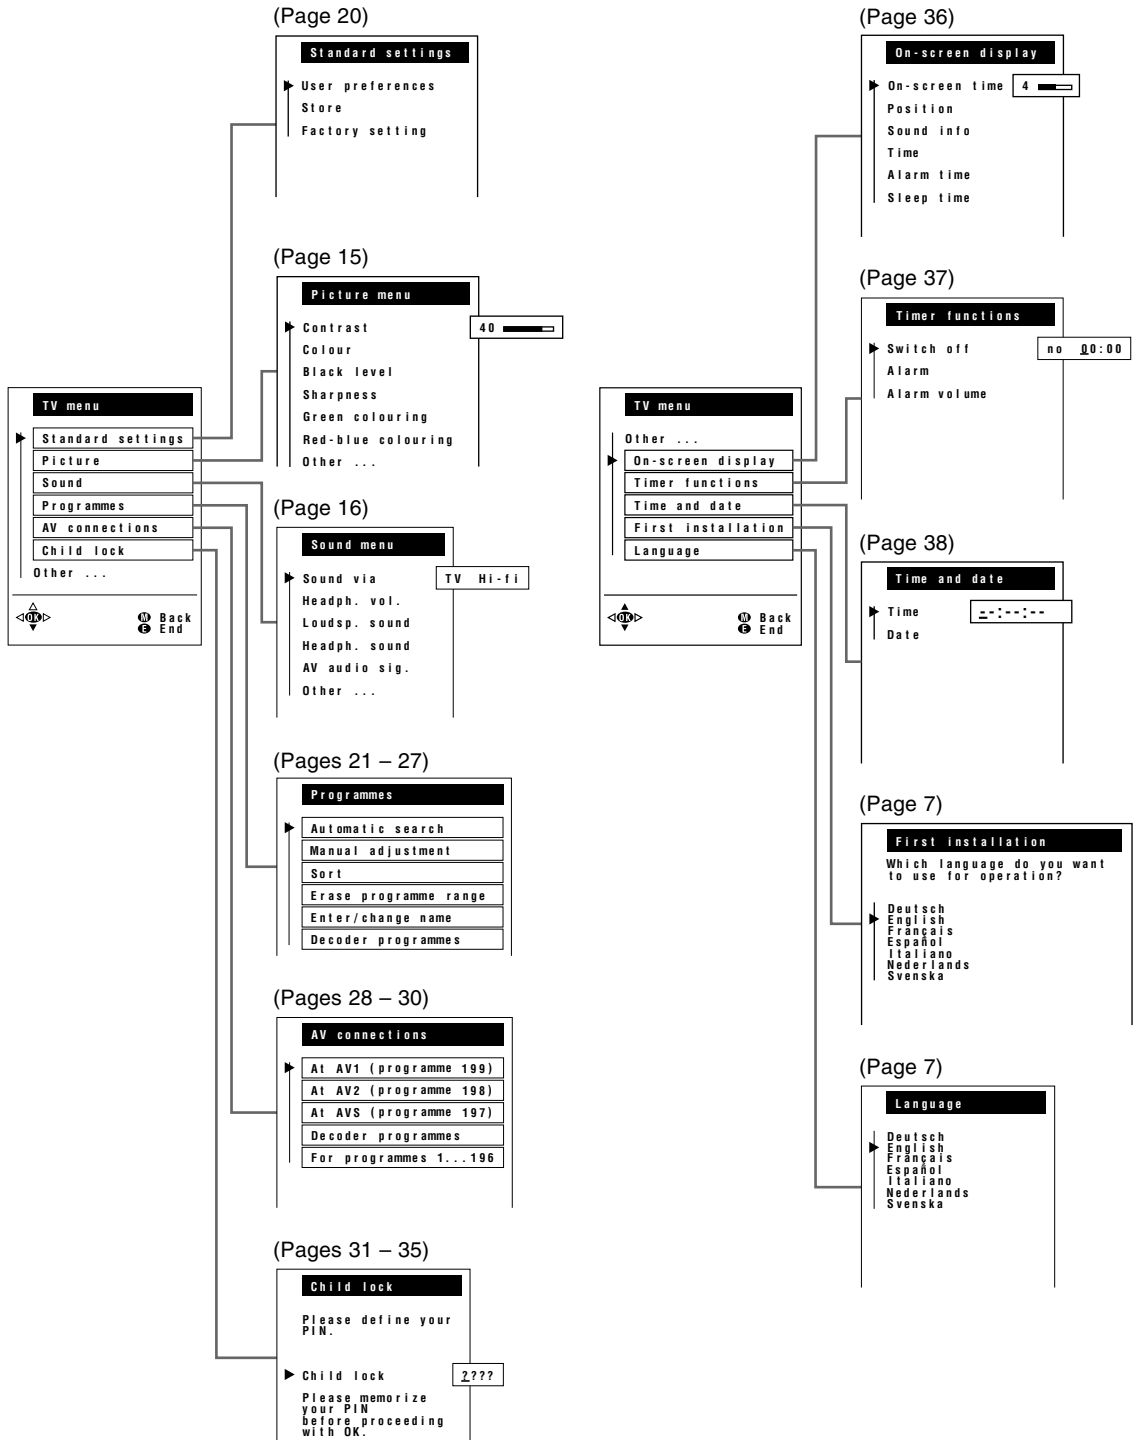 (Page 20)
Standard settings
User preferences
Store
Factory setting
(Page 15)
Picture menu
Contrast
40
Colour
Black level
Sharpness
Green colouring
Red-blue colouring
Other ...
TV menu
Standard settings
Picture
Sound
Programmes
AV connections
Child lock
Other ...
OK
M Back
E End
(Page 16)
Sound menu
Sound via
TV Hi-fi
Headph. vol.
Loudsp. sound
Headph. sound
AV audio sig.
Other ...
(Pages 21 – 27)
Programmes
Automatic search
Manual adjustment
Sort
Erase programme range
Enter/change name
Decoder programmes
(Pages 28 – 30)
AV connections
At AV1 (programme 199)
At AV2 (programme 198)
At AVS (programme 197)
Decoder programmes
For programmes 1...196
(Pages 31 – 35)
Child lock
Please define your
PIN.
Child lock
????
Please memorize
your PIN
before proceeding
with OK.
(Page 36)
On-screen display
On-screen time
4
Position
Sound info
Time
Alarm time
Sleep time
(Page 37)
Timer functions
Switch off
no 00:00
Alarm
Alarm volume
TV menu
Other ...
On-screen display
Timer functions
Time and date
First installation
Language
OK
M Back
E End
(Page 38)
Time and date
Time
--:--:--
Date
(Page 7)
First installation
Which language do you want
to use for operation?
Deutsch
English
Français
Español
Italiano
Nederlands
Svenska
(Page 7)
Language
Deutsch
English
Français
Español
Italiano
Nederlands
Svenska